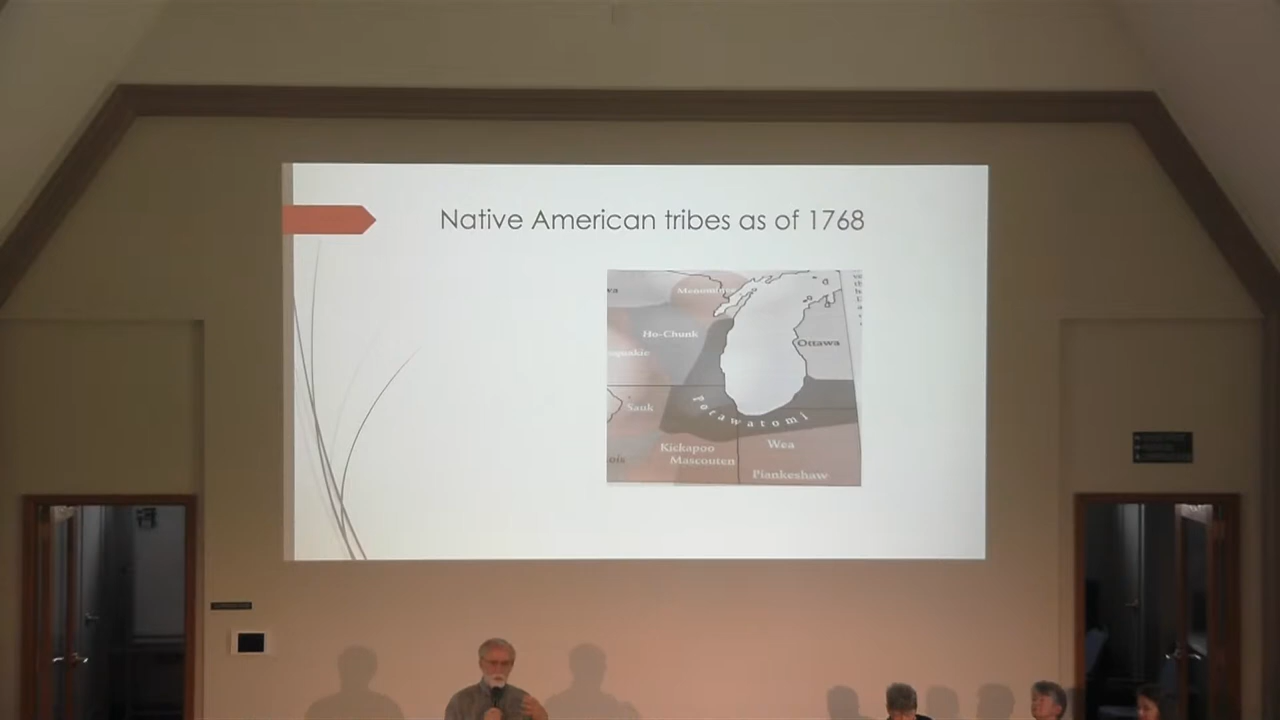 Native American tribes as of 1768
Menominee
Ho-Chunk
Ottawa
Sauk
Potawatomi
Kickapoo
Wea
Mascouten
Piankeshaw